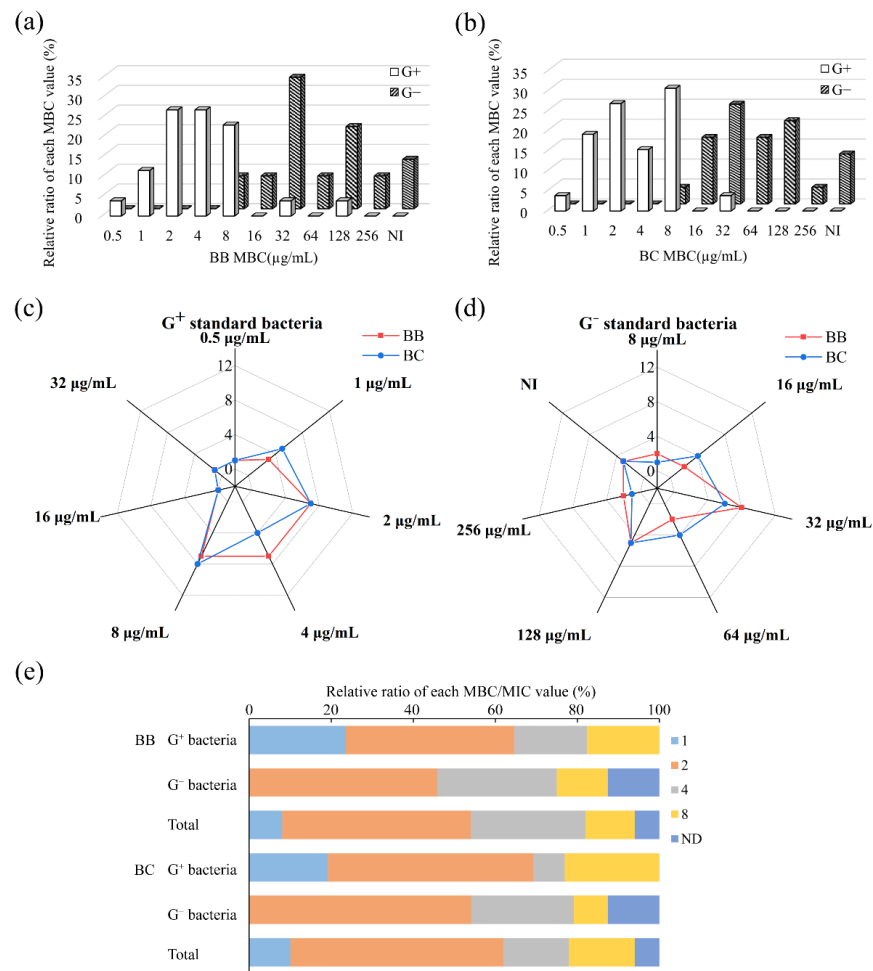 (a)
Relative ratio of each MBC value (%)
35
30
25
20
15
10
5
0
G+
G−
0.5 1 2 4 8 16 32 64 128 256 NI
BB MBC(μg/mL)
(b)
Relative ratio of each MBC value (%)
35
30
25
20
15
10
5
0
G+
G−
0.5 1 2 4 8 16 32 64 128 256 NI
BC MBC(μg/mL)
(c)
G⁺ standard bacteria
BB
BC
0.5 μg/mL
12
8
4
0
1 μg/mL
2 μg/mL
4 μg/mL
8 μg/mL
16 μg/mL
32 μg/mL
(d)
G⁻ standard bacteria
BB
BC
8 μg/mL
12
8
4
0
16 μg/mL
32 μg/mL
64 μg/mL
128 μg/mL
256 μg/mL
NI
(e)
Relative ratio of each MBC/MIC value (%)
0 20 40 60 80 100
BB G⁺ bacteria
G⁻ bacteria
Total
BC G⁺ bacteria
G⁻ bacteria
Total
1
2
4
8
ND